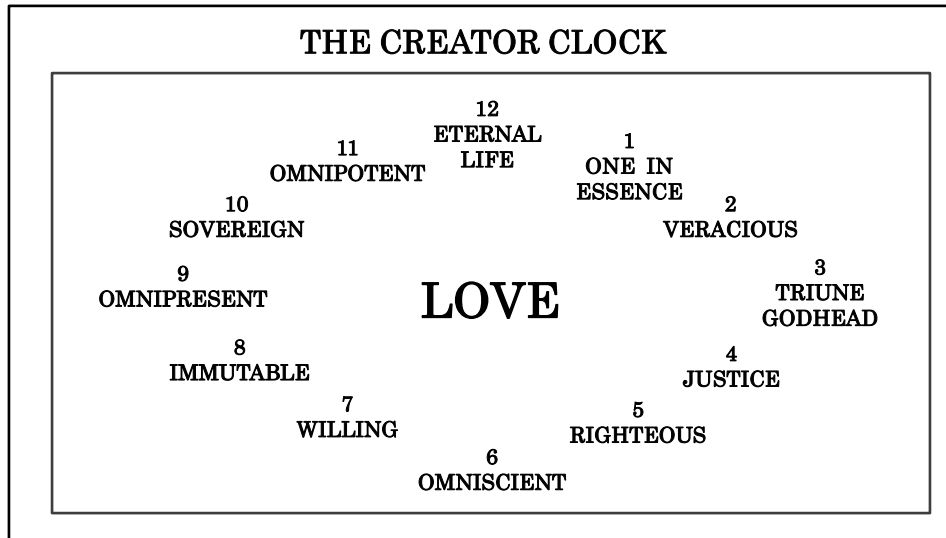 THE CREATOR CLOCK
12
ETERNAL
LIFE
1
ONE IN
ESSENCE
2
VERACIOUS
3
TRIUNE
GODHEAD
4
JUSTICE
5
RIGHTEOUS
6
OMNISCIENT
7
WILLING
8
IMMUTABLE
9
OMNIPRESENT
10
SOVEREIGN
11
OMNIPOTENT
LOVE